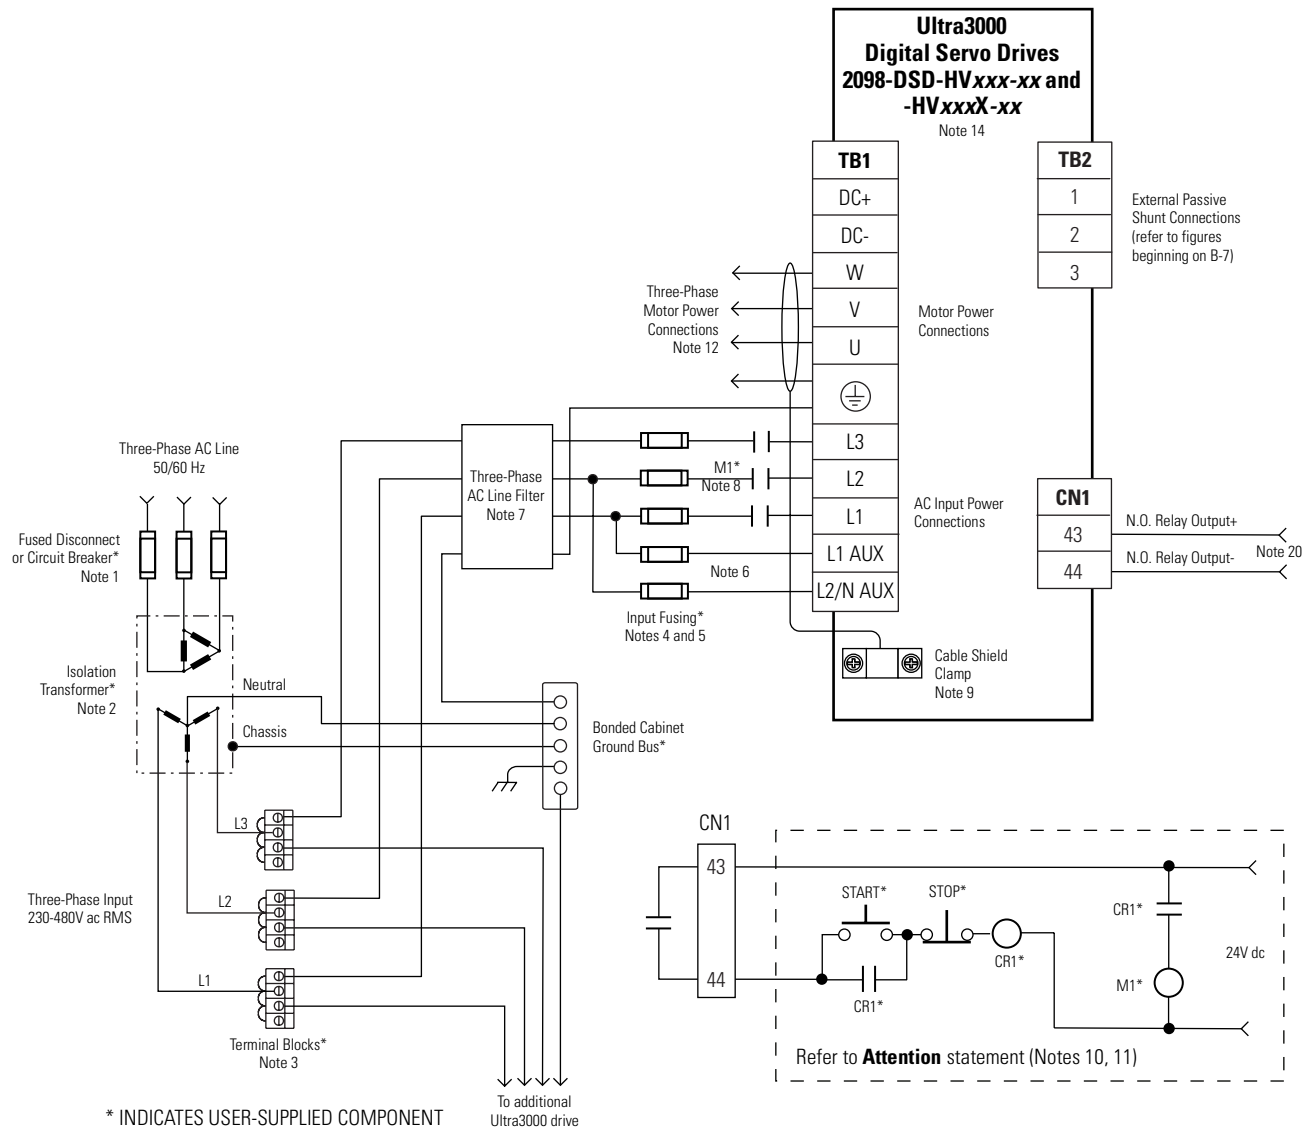 Ultra3000
Digital Servo Drives
2098-DSD-HVxxx-xx and
-HVxxxX-xx
Note 14
TB1
DC+
DC-
W
V
U
L3
L2
L1
L1 AUX
L2/N AUX
TB2
1
2
3
External Passive
Shunt Connections
(refer to figures
beginning on B-7)
Three-Phase
Motor Power
Connections
Note 12
Motor Power
Connections
Three-Phase AC Line
50/60 Hz
Three-Phase
AC Line Filter
Note 7
M1*
Note 8
AC Input Power
Connections
CN1
43
44
N.O. Relay Output+
N.O. Relay Output-
Note 20
Fused Disconnect
or Circuit Breaker*
Note 1
Note 6
Input Fusing*
Notes 4 and 5
Isolation
Transformer*
Note 2
Neutral
Chassis
Cable Shield
Clamp
Note 9
Bonded Cabinet
Ground Bus*
L3
L2
L1
Three-Phase Input
230-480V ac RMS
Terminal Blocks*
Note 3
To additional
Ultra3000 drive
* INDICATES USER-SUPPLIED COMPONENT
CN1
43
44
START*
STOP*
CR1*
CR1*
CR1*
M1*
24V dc
Refer to Attention statement (Notes 10, 11)